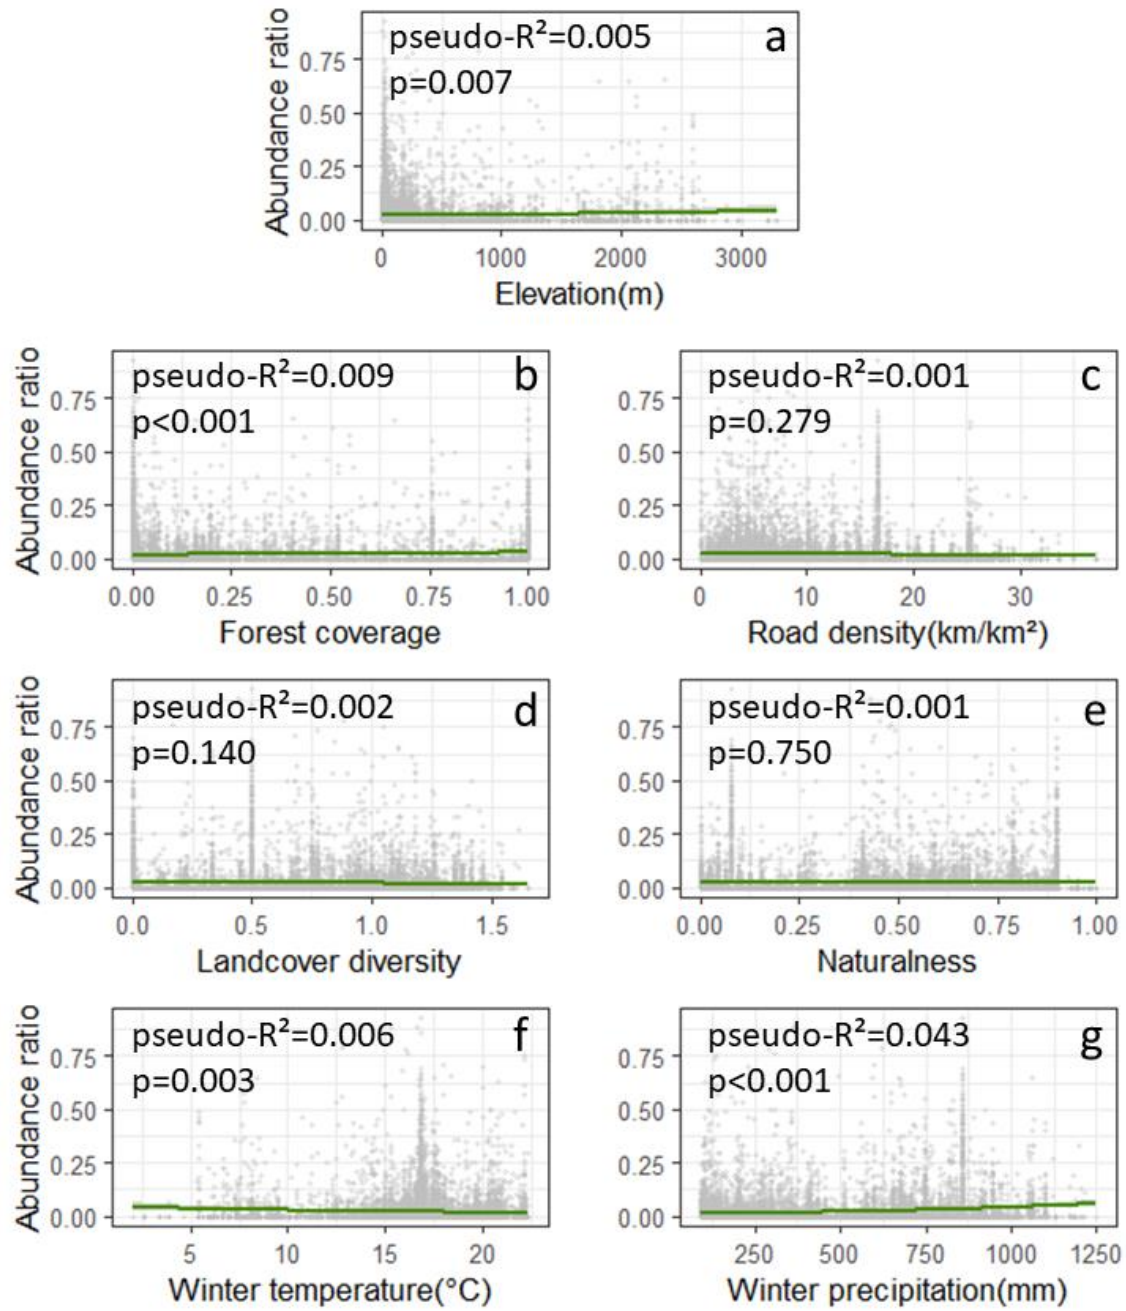 pseudo-R²=0.005 a
p=0.007
Abundance ratio
0.75
0.50
0.25
0.00
0 1000 2000 3000
Elevation(m)
pseudo-R²=0.009 b
p<0.001
Abundance ratio
0.75
0.50
0.25
0.00
0.00 0.25 0.50 0.75 1.00
Forest coverage
pseudo-R²=0.001 c
p=0.279
0.75
0.50
0.25
0.00
0 10 20 30
Road density(km/km²)
pseudo-R²=0.002 d
p=0.140
Abundance ratio
0.75
0.50
0.25
0.00
0.0 0.5 1.0 1.5
Landcover diversity
pseudo-R²=0.001 e
p=0.750
0.75
0.50
0.25
0.00
0.00 0.25 0.50 0.75 1.00
Naturalness
pseudo-R²=0.006 f
p=0.003
Abundance ratio
0.75
0.50
0.25
0.00
5 10 15 20
Winter temperature(°C)
pseudo-R²=0.043 g
p<0.001
0.75
0.50
0.25
0.00
250 500 750 1000 1250
Winter precipitation(mm)